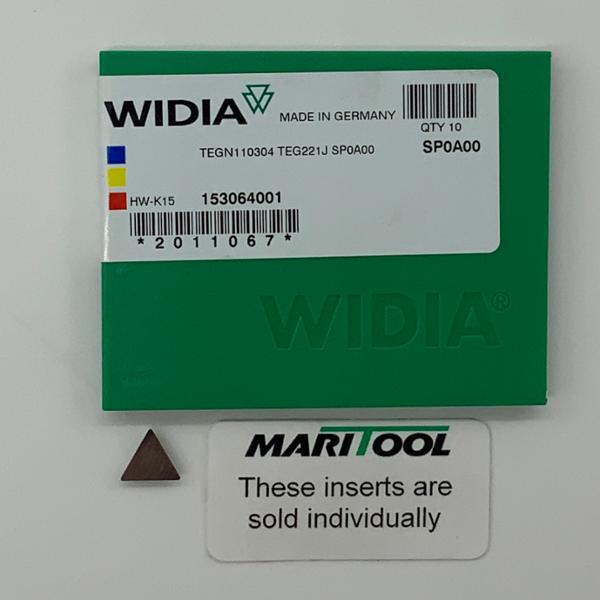 WIDIA
MADE IN GERMANY
QTY 10
TEGN110304 TEG221J SP0A00
SP0A00
HW-K15 153064001
*2011067*
WIDIA®
MARITOOL
These inserts are
sold individually